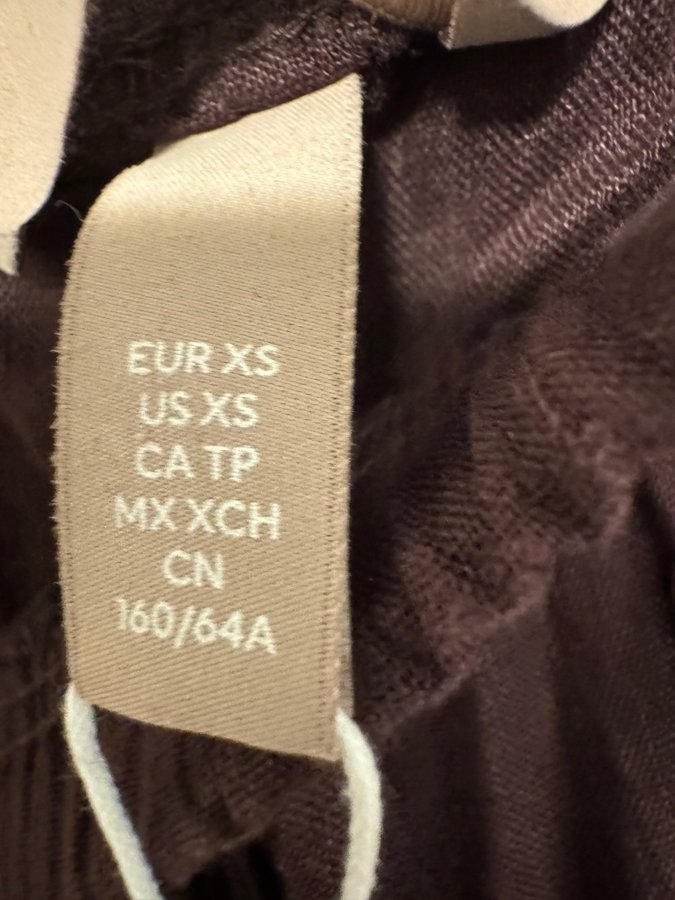 EUR XS
US XS
CA TP
MX XCH
CN
160/64A